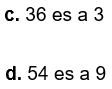 c. 36 es a 3
d. 54 es a 9